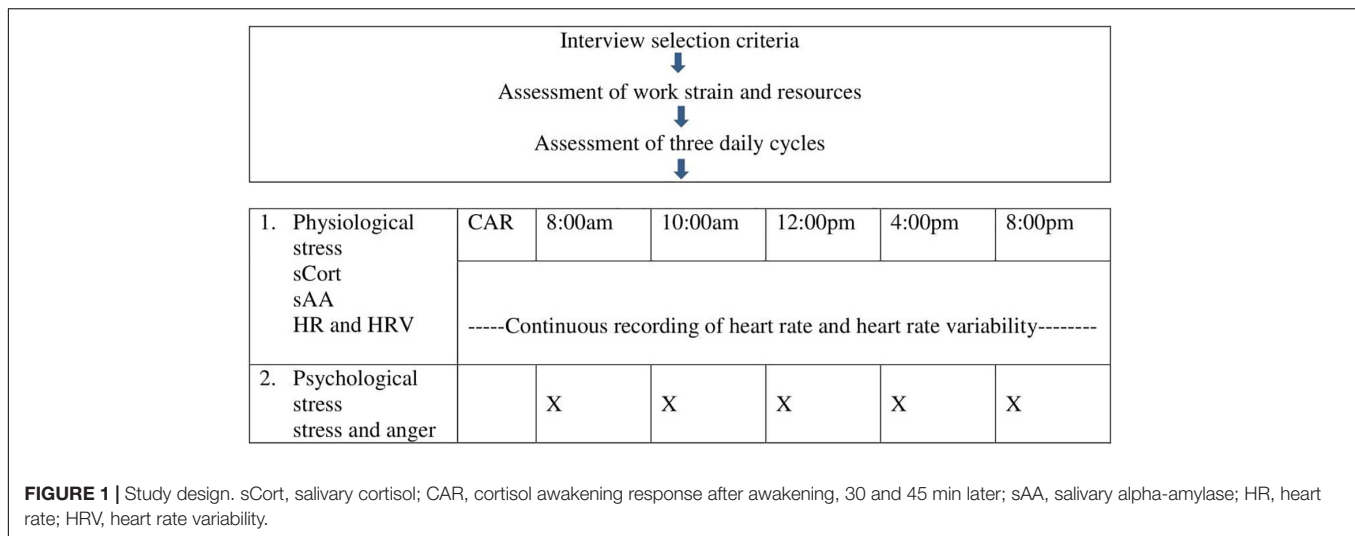 Interview selection criteria
Assessment of work strain and resources
Assessment of three daily cycles
1. Physiological stress sCort sAA HR and HRV
CAR 8:00am 10:00am 12:00pm 4:00pm 8:00pm
-----Continuous recording of heart rate and heart rate variability--------
2. Psychological stress stress and anger
X X X X X
FIGURE 1 | Study design. sCort, salivary cortisol; CAR, cortisol awakening response after awakening, 30 and 45 min later; sAA, salivary alpha-amylase; HR, heart
rate; HRV, heart rate variability.